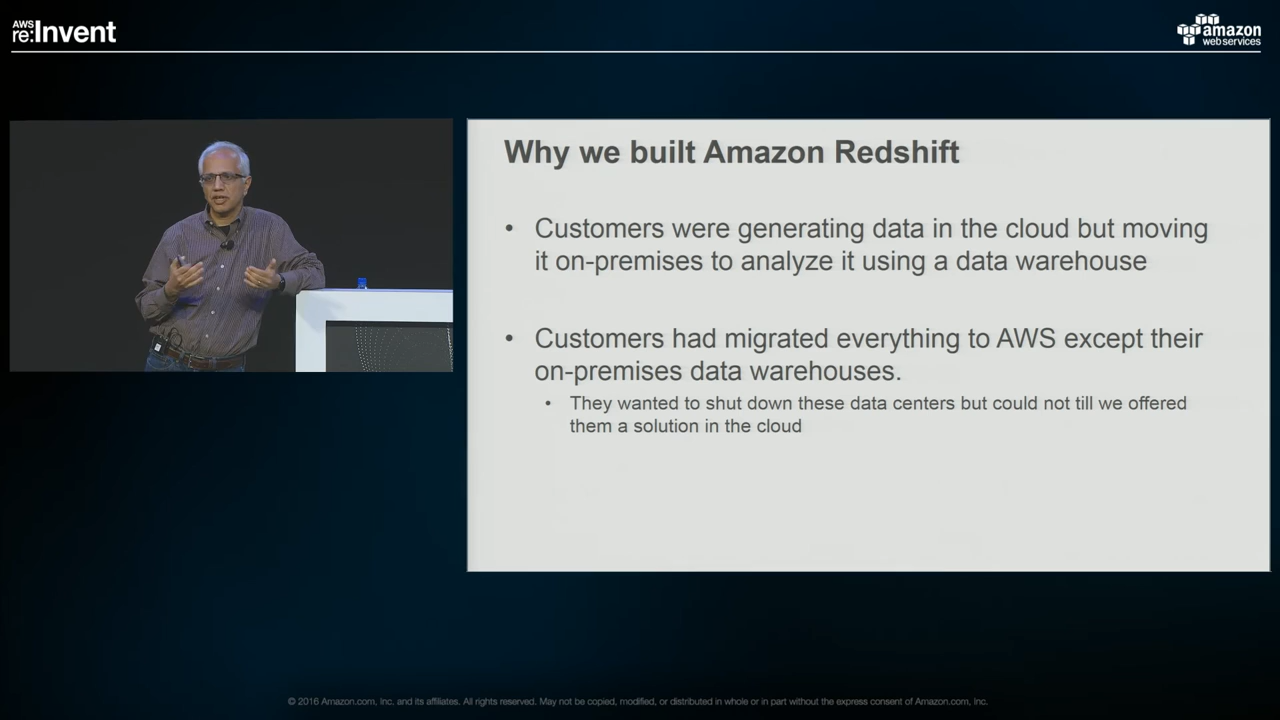 AWS
re:Invent
amazon
web services
Why we built Amazon Redshift
• Customers were generating data in the cloud but moving
it on-premises to analyze it using a data warehouse
• Customers had migrated everything to AWS except their
on-premises data warehouses.
• They wanted to shut down these data centers but could not till we offered
them a solution in the cloud
© 2016 Amazon.com, Inc, and its affiliates. All rights reserved. May not be copied, modified, or distributed in whole or in part without the express consent of Amazon.com, Inc.